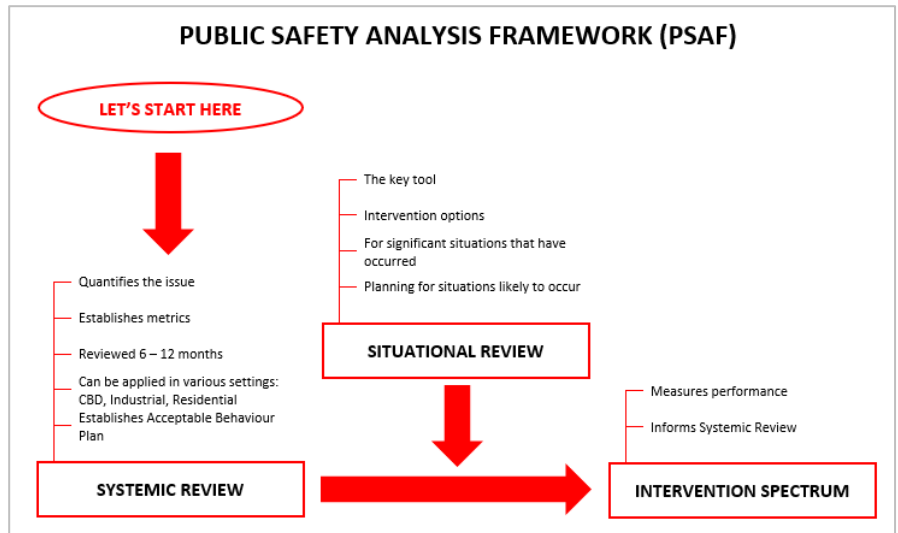 PUBLIC SAFETY ANALYSIS FRAMEWORK (PSAF)
LET'S START HERE
Quantifies the issue
Establishes metrics
Reviewed 6 – 12 months
Can be applied in various settings:
CBD, Industrial, Residential
Establishes Acceptable Behaviour
Plan
SYSTEMIC REVIEW
The key tool
Intervention options
For significant situations that have
occurred
Planning for situations likely to occur
SITUATIONAL REVIEW
Measures performance
Informs Systemic Review
INTERVENTION SPECTRUM